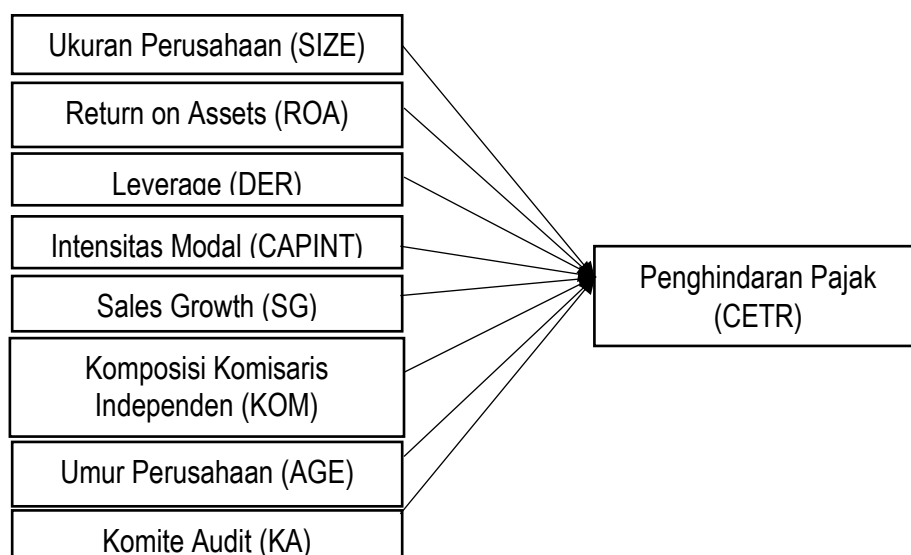 Ukuran Perusahaan (SIZE)
Return on Assets (ROA)
Leverage (DER)
Intensitas Modal (CAPINT)
Sales Growth (SG)
Komposisi Komisaris
Independen (KOM)
Umur Perusahaan (AGE)
Komite Audit (KA)
Penghindaran Pajak
(CETR)